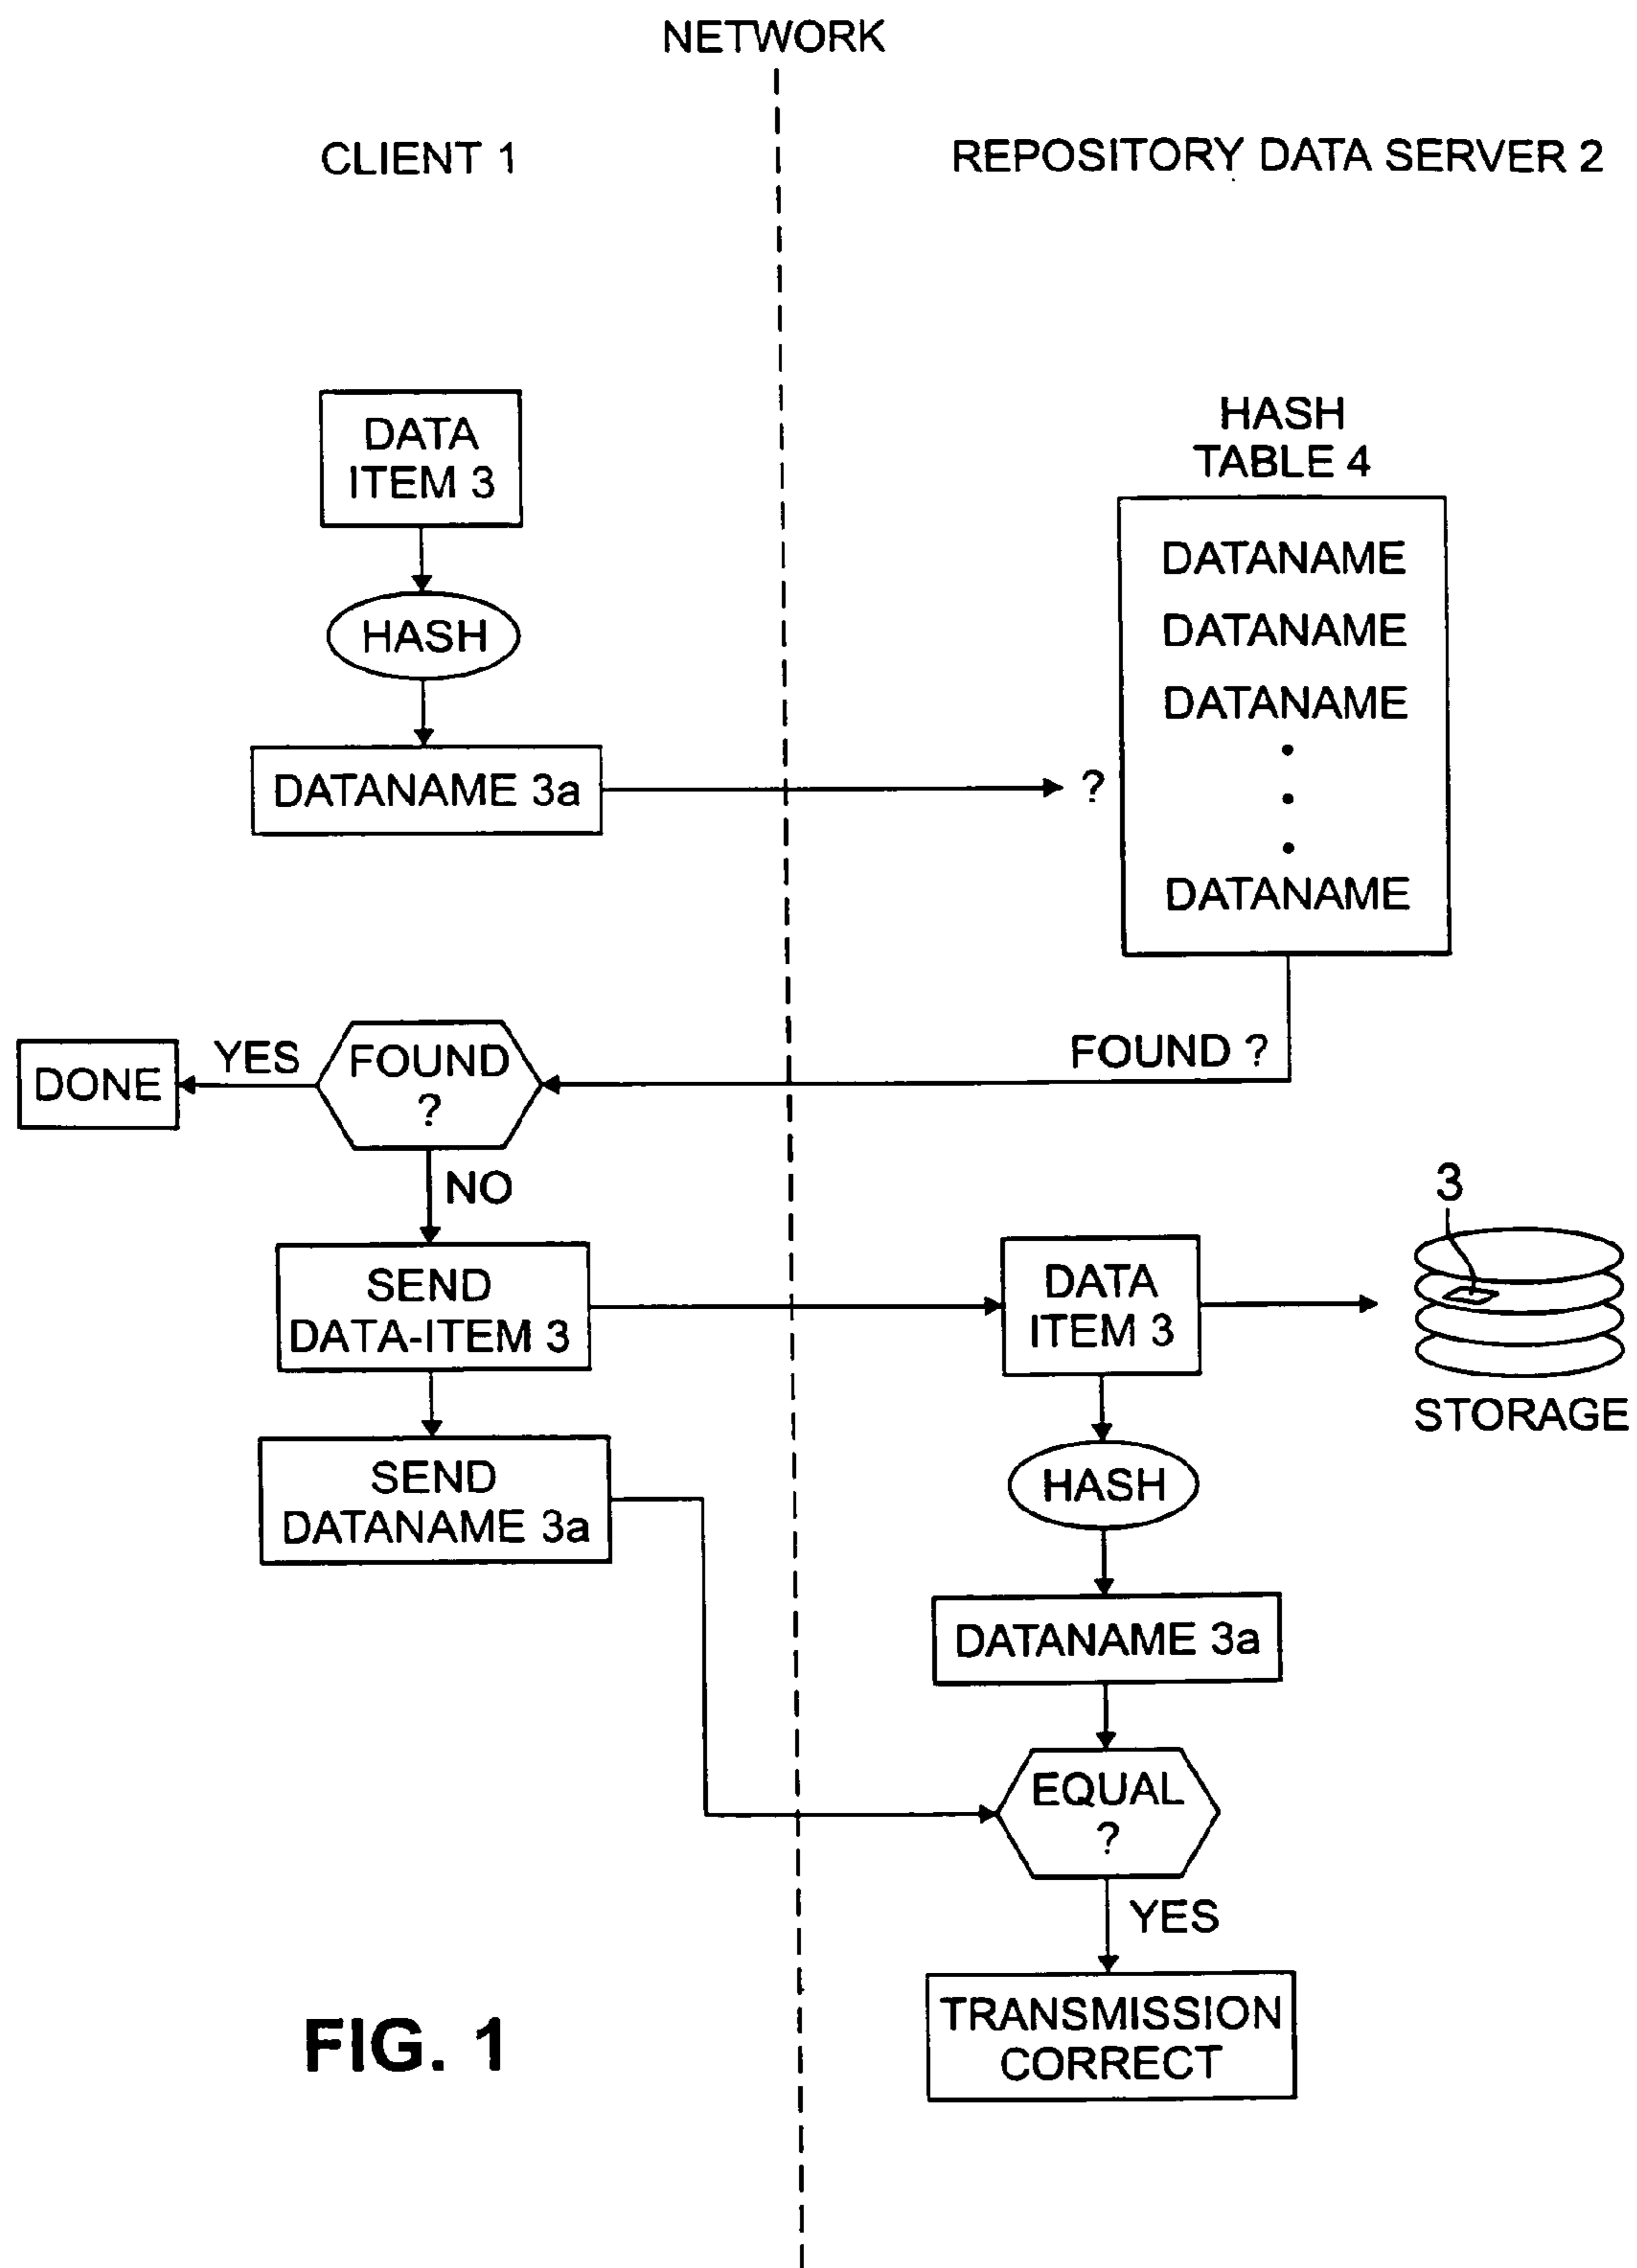 NETWORK
CLIENT 1
REPOSITORY DATA SERVER 2
DATA
ITEM 3
HASH
TABLE 4
DATANAME
HASH
DATANAME
DATANAME
DATANAME 3a
?
DATANAME
FOUND ?
DONE
YES
FOUND
?
NO
3
SEND
DATA-ITEM 3
DATA
ITEM 3
STORAGE
SEND
DATANAME 3a
HASH
DATANAME 3a
EQUAL
?
YES
TRANSMISSION
CORRECT
FIG. 1